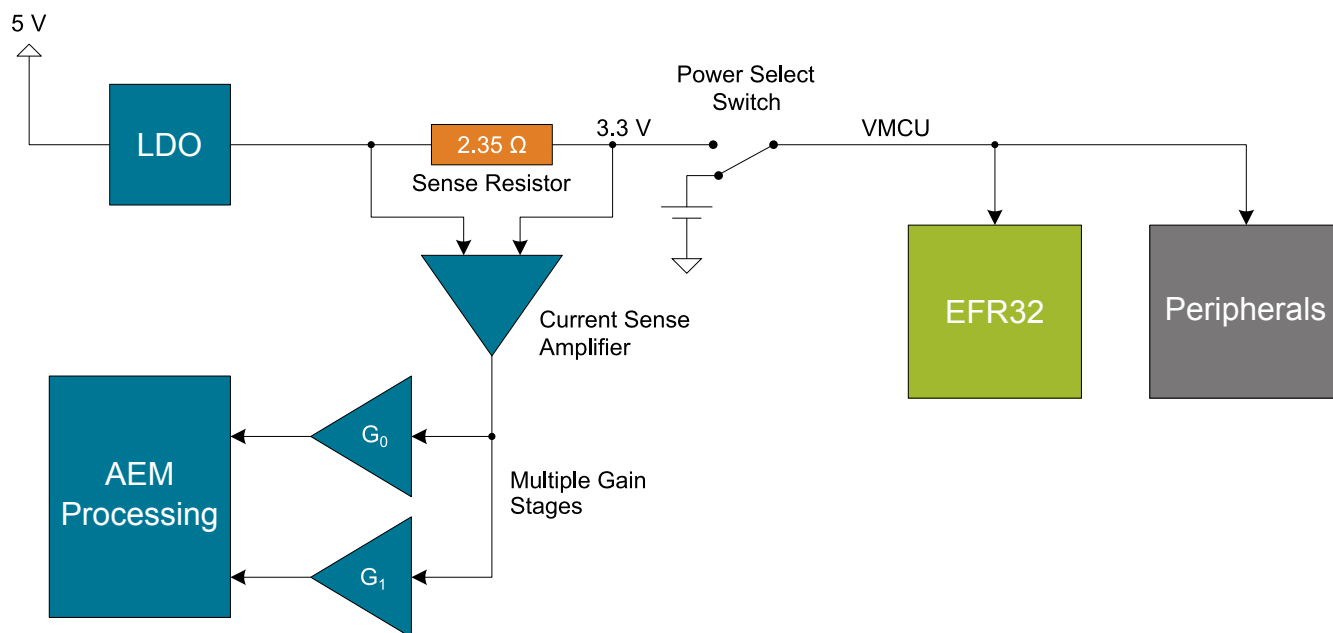 5 V
Power Select
Switch
LDO
2.35 Ω
3.3 V
VMCU
Sense Resistor
EFR32
Peripherals
Current Sense
Amplifier
AEM
Processing
G₀
Multiple Gain
Stages
G₁